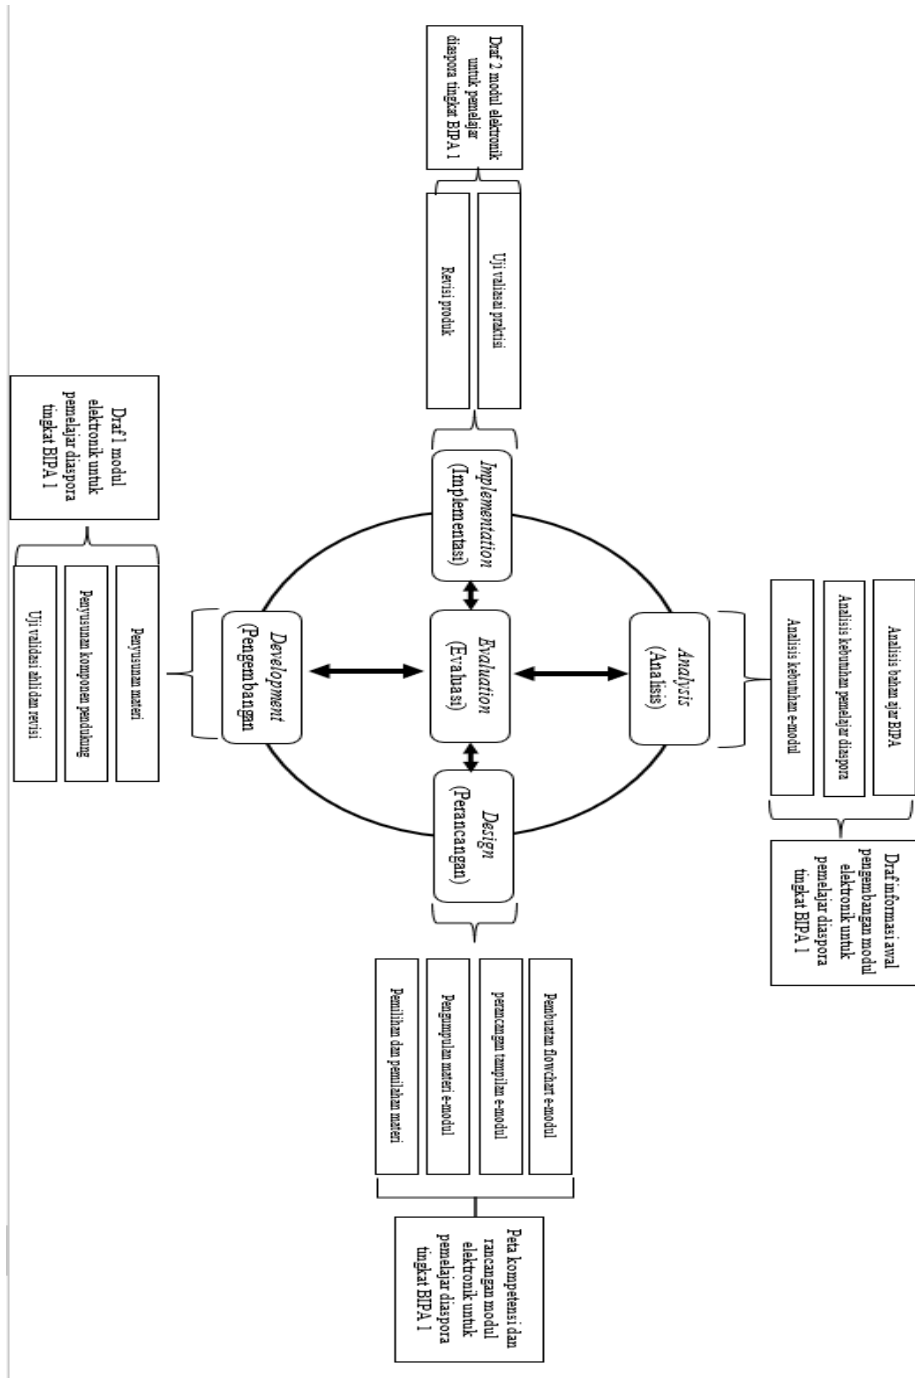 Analisis bahan ajar BIPA
Analisis kebutuhan pemelajar diaspora
Analisis kebutuhan e-modul
Draf informasi awal
pengembangan modul
elektronik untuk
pemelajar diaspora
tingkat BIPA 1
Analysis
(Analisis)
Draf 2 modul elektronik
untuk pemelajar
diaspora tingkat BIPA 1
Uji valiasai praktisi
Revisi produk
Implementation
(Implementasi)
Evaluation
(Evaluasi)
Design
(Perancangan)
Pembuatan flowchart e-modul
perancangan tampilan e-modul
Pengumpulan materi e-modul
Pemilihan dan pemilahan materi
Peta kompetensi dan
rancangan modul
elektronik untuk
pemelajar diaspora
tingkat BIPA 1
Development
(Pengembangan)
Draf 1 modul
elektronik untuk
pemelajar diaspora
tingkat BIPA 1
Penyusunan materi
Penyusunan komponen pendukung
Uji validasi ahli dan revisi